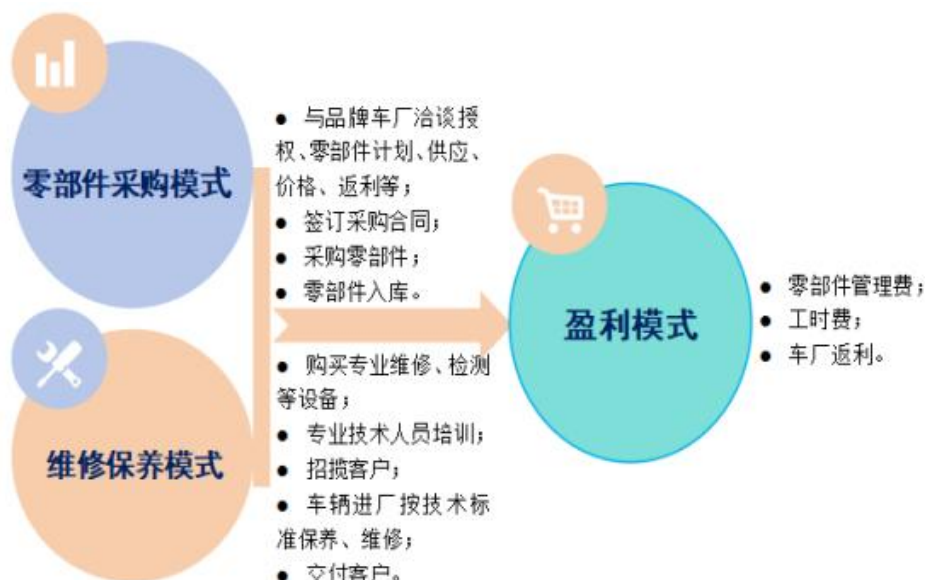 零部件采购模式
● 与品牌车厂洽谈授
权、零部件计划、供应、
价格、返利等；
● 签订采购合同；
● 采购零部件；
● 零部件入库。
维修保养模式
● 购买专业维修、检测
等设备；
● 专业技术人员培训；
● 招揽客户；
● 车辆进厂按技术标
准保养、维修；
● 交付客户。
盈利模式
● 零部件管理费；
● 工时费；
● 车厂返利。